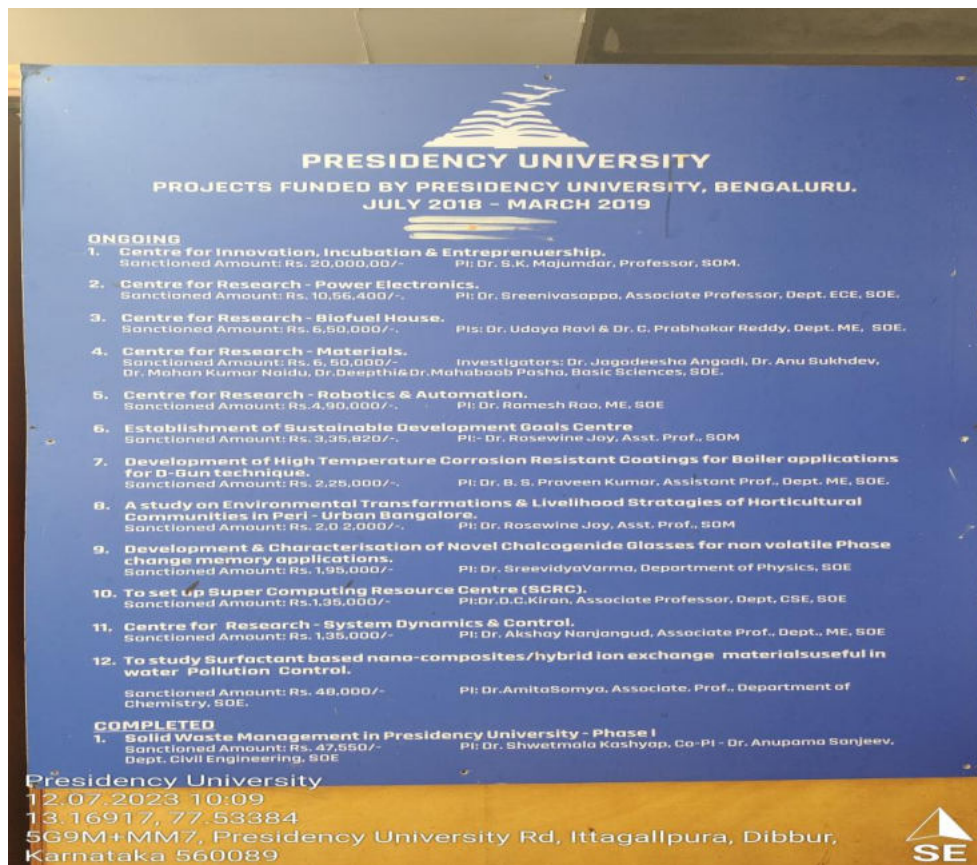 PRESIDENCY UNIVERSITY
PROJECTS FUNDED BY PRESIDENCY UNIVERSITY, BENGALURU.
JULY 2018 - MARCH 2019
ONGOING
1. Centre for Innovation, Incubation & Entreprenuership.
Sanctioned Amount: Rs. 20,000,00/- PI: Dr. S.K. Majumdar, Professor, SOM.
2. Centre for Research - Power Electronics.
Sanctioned Amount: Rs. 10,56,400/-. PI: Dr. Sreenivasappa, Associate Professor, Dept. ECE, SOE.
3. Centre for Research - Biofuel House.
Sanctioned Amount: Rs. 6,50,000/-. PIs: Dr. Udaya Ravi & Dr. C. Prabhakar Reddy, Dept. ME, SOE.
4. Centre for Research - Materials.
Sanctioned Amount: Rs. 6, 50,000/-. Investigators: Dr. Jagadeesha Angadi, Dr. Anu Sukhdev,
Dr. Mohan Kumar Naidu, Dr.Deepthi&Dr.Mahaboob Pasha, Basic Sciences, SOE.
5. Centre for Research - Robotics & Automation.
Sanctioned Amount: Rs.4,90,000/-. PI: Dr. Ramesh Rao, ME, SOE
6. Establishment of Sustainable Development Goals Centre
Sanctioned Amount: Rs. 3,35,820/-. PI:- Dr. Rosewine Joy, Asst. Prof., SOM
7. Development of High Temperature Corrosion Resistant Coatings for Boiler applications
for D-Gun technique.
Sanctioned Amount: Rs. 2,25,000/-. PI: Dr. B. S. Praveen Kumar, Assistant Prof., Dept. ME, SOE.
8. A study on Environmental Transformations & Livelihood Stratagies of Horticultural
Communities in Peri - Urban Bangalore.
Sanctioned Amount: Rs. 2,0 2,000/-. PI: Dr. Rosewine Joy, Asst. Prof., SOM
9. Development & Characterisation of Novel Chalcogenide Glasses for non volatile Phase
change memory applications.
Sanctioned Amount: Rs. 1,95,000/- PI: Dr. SreevidyaVarma, Department of Physics, SOE
10. To set up Super Computing Resource Centre (SCRC).
Sanctioned Amount: Rs.1,35,000/- PI:Dr.D.C.Kiran, Associate Professor, Dept. CSE, SOE
11. Centre for Research - System Dynamics & Control.
Sanctioned Amount: Rs. 1,35,000/- PI: Dr. Akshay Nanjangud, Associate Prof., Dept., ME, SOE
12. To study Surfactant based nano-composites/hybrid ion exchange materialsuseful in
water Pollution Control.
Sanctioned Amount: Rs. 48,000/- PI: Dr.AmitaSomya, Associate. Prof., Department of
Chemistry, SOE.
COMPLETED
1. Solid Waste Management in Presidency University - Phase I
Sanctioned Amount: Rs. 47,550/- PI: Dr. Shwetmala Kashyap, Co-PI - Dr. Anupama Sanjeev,
Dept. Civil Engineering, SOE
Presidency University
12.07.2023 10:09
13.16917, 77.53384
5G9M+MM7, Presidency University Rd, Ittagallpura, Dibbur,
Karnataka 560089
SE